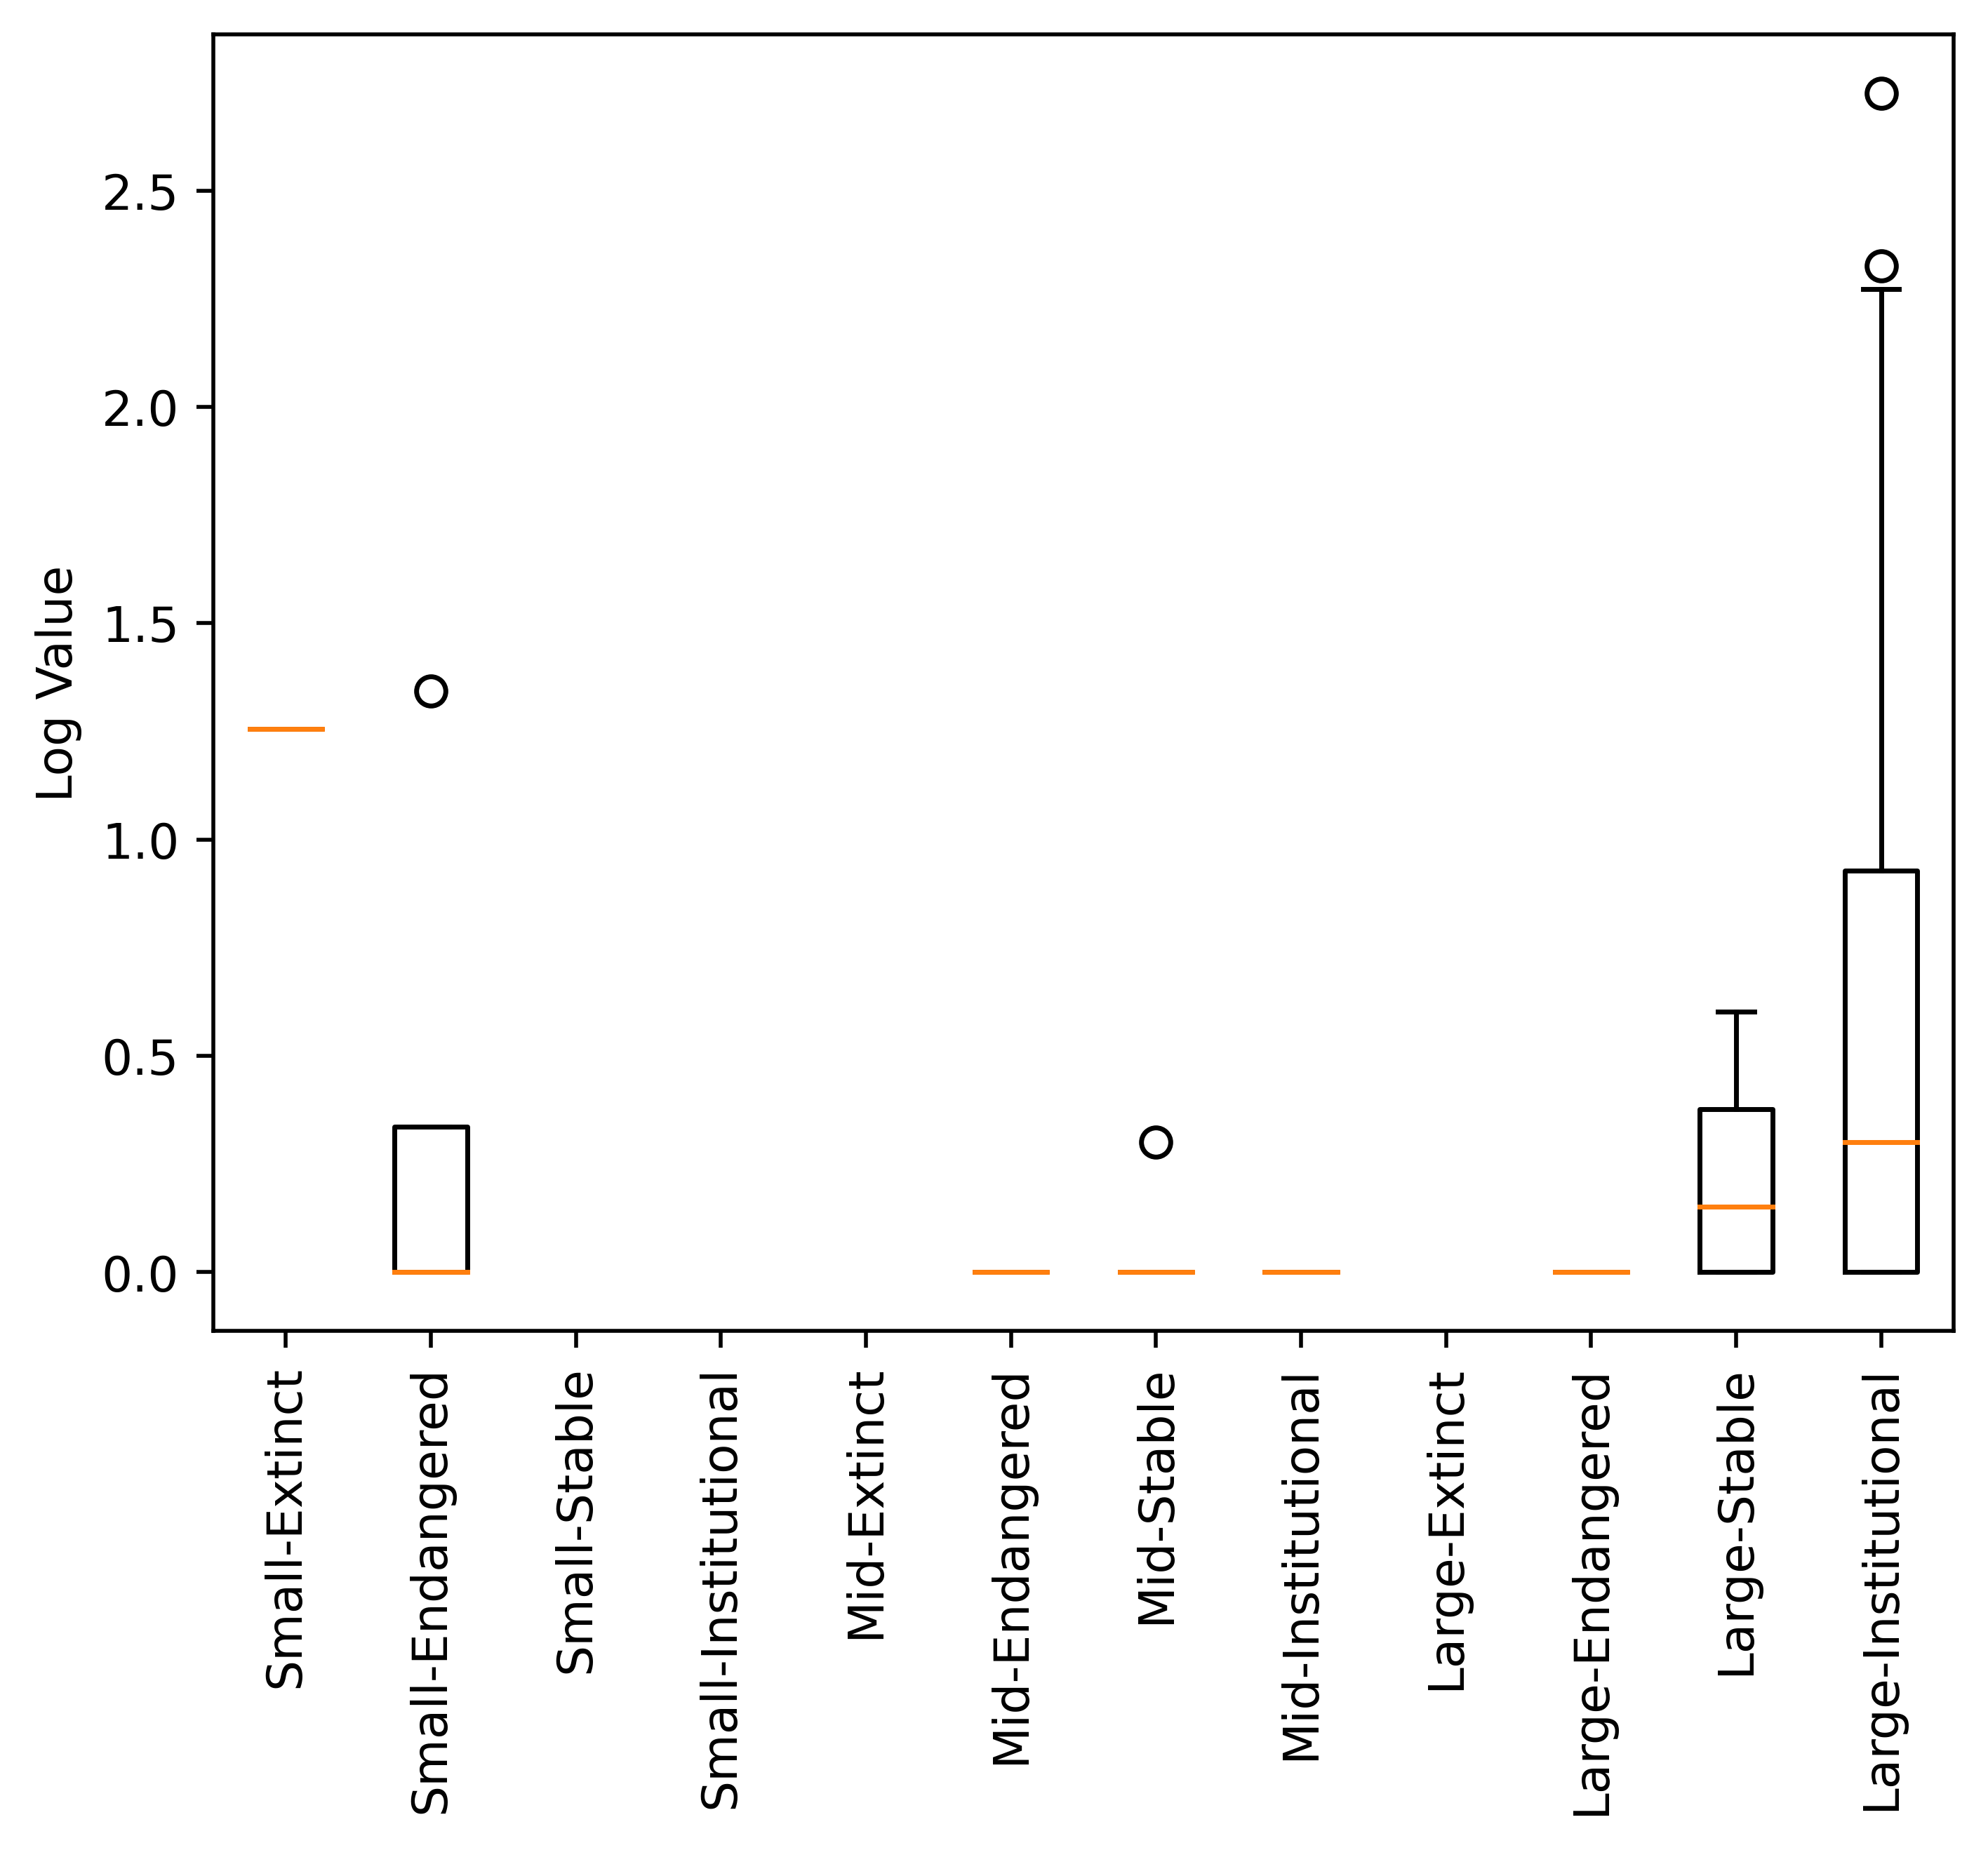 2.5
2.0
1.5
1.0
0.5
0.0
Log Value
Small-Extinct
Small-Endangered
Small-Stable
Small-Institutional
Mid-Extinct
Mid-Endangered
Mid-Stable
Mid-Institutional
Large-Extinct
Large-Endangered
Large-Stable
Large-Institutional